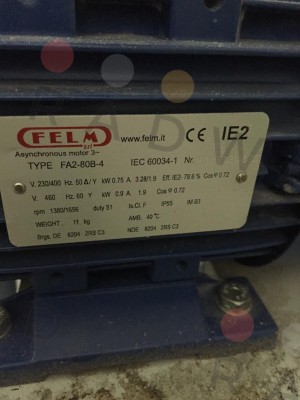 FELM srl
www.felm.it
CE IE2
Asynchronous motor 3~
TYPE FA2-80B-4 IEC 60034-1 Nr.
V. 230/400 Hz. 50 Δ/Y kW 0.75 A 3.28/1.9 Eff. IE2- 79.6 % Cos φ 0.72
V. 460 Hz. 60 Y kW 0.9 A 1.9 Cos φ 0.72
rpm 1380/1656 duty S1 Is.Cl. F IP55 IM B3
WEIGHT 11 kg AMB. 40°C
Brgs. DE 6204 2RS C3 NDE 6204 2RS C3